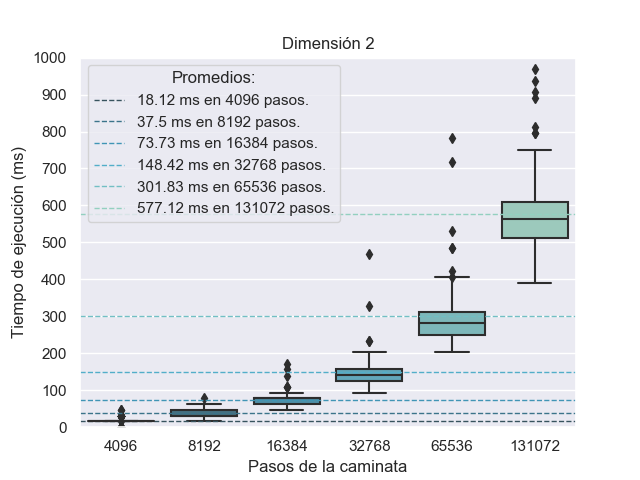 Dimensión 2
Tiempo de ejecución (ms)
1000
900
800
700
600
500
400
300
200
100
0
Promedios:
18.12 ms en 4096 pasos.
37.5 ms en 8192 pasos.
73.73 ms en 16384 pasos.
148.42 ms en 32768 pasos.
301.83 ms en 65536 pasos.
577.12 ms en 131072 pasos.
4096 8192 16384 32768 65536 131072
Pasos de la caminata